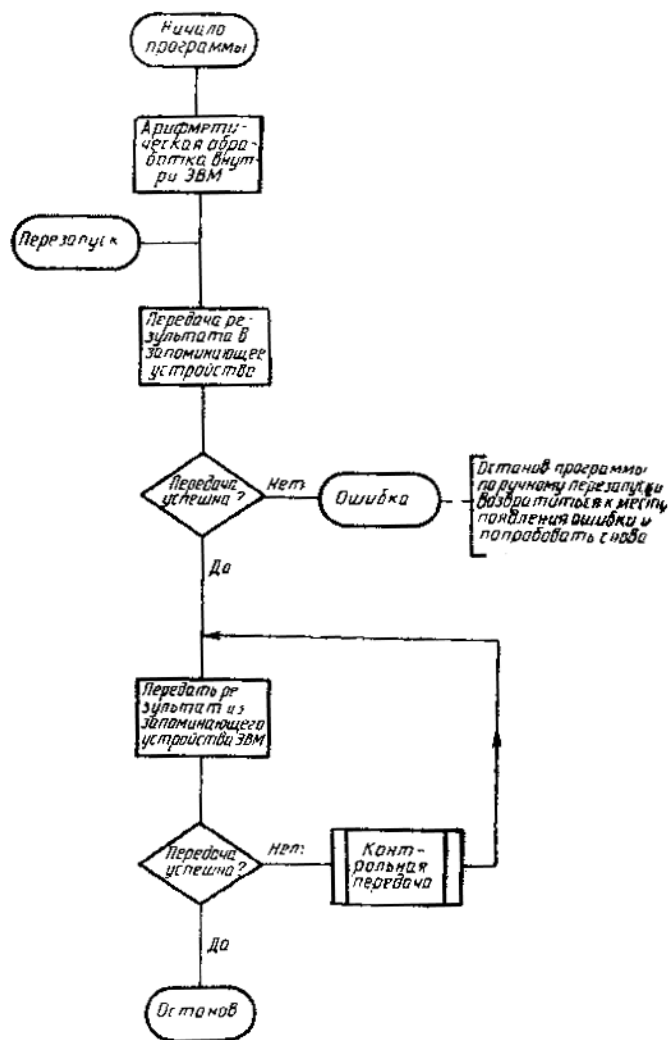 Начало
программы
Арифмети-
ческая обра-
ботка внут-
ри ЭВМ
Перезапуск
Передача ре-
зультата в
запоминающее
устройство
Передача
успешна?
Нет:
Ошибка
Останов программы
по ручному перезапуску
возвратиться к месту
появления ошибки и
попробовать снова
Да
Передать ре
зультат из
запоминающего
устройства ЭВМ
Передача
успешна?
Нет:
Конт-
рольная
передача
Да
Останов